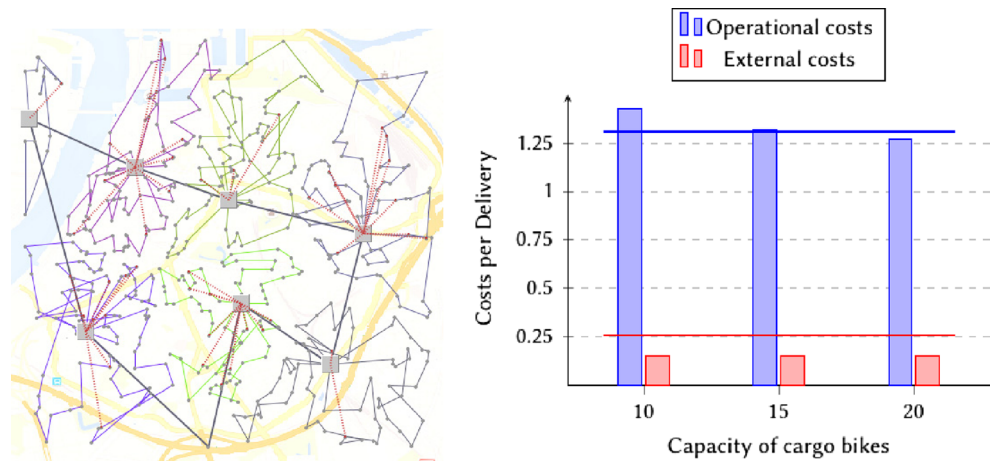 Operational costs
External costs
Costs per Delivery
1.25
1
0.75
0.5
0.25
10
15
20
Capacity of cargo bikes